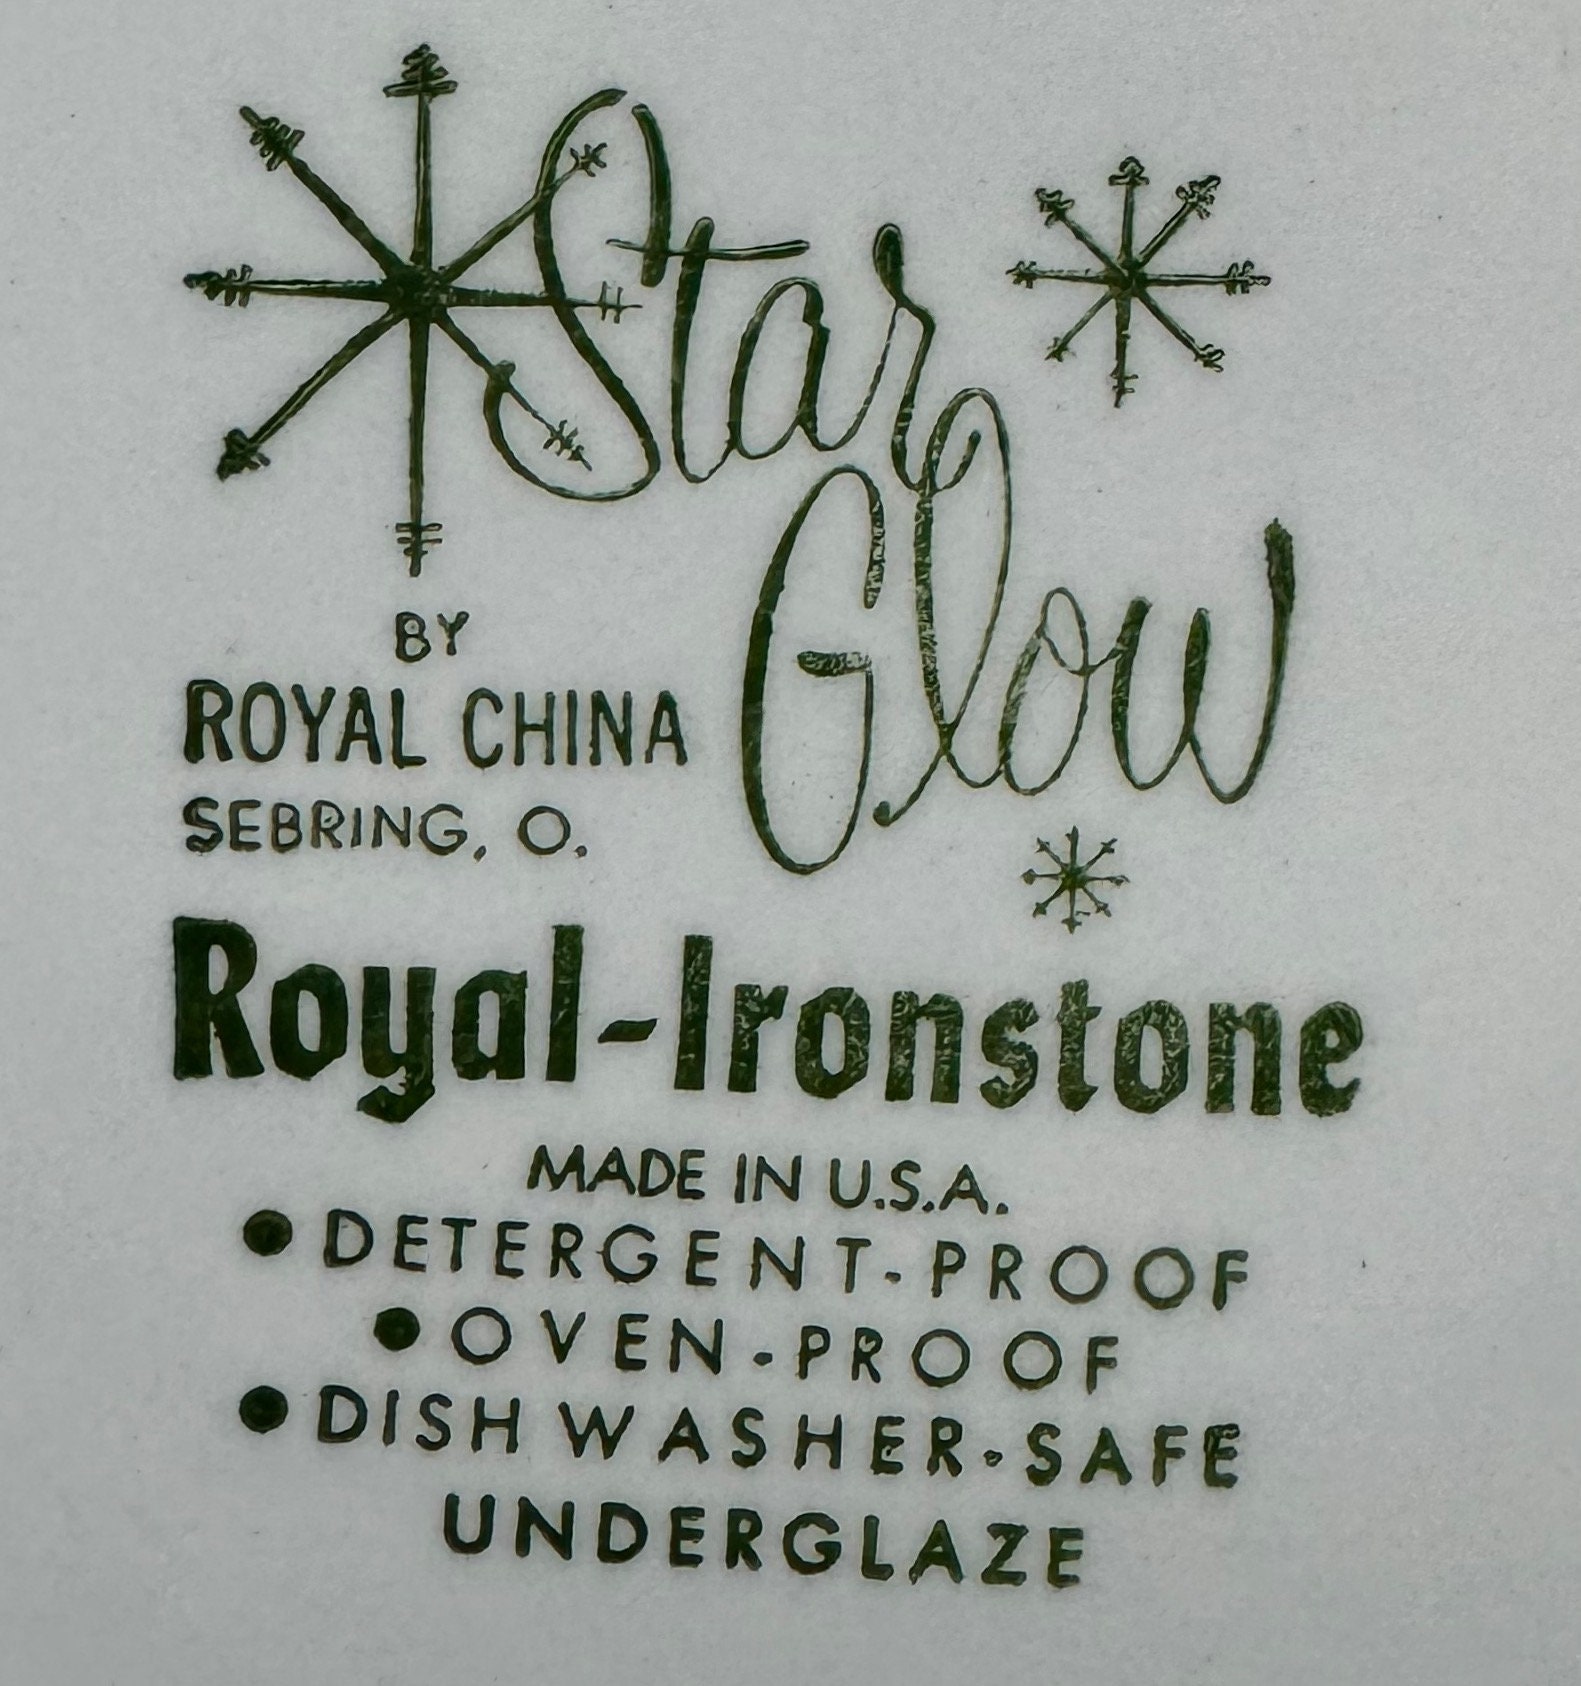 Star
Glow
BY
ROYAL CHINA
SEBRING, O.
Royal-Ironstone
MADE IN U.S.A.
• DETERGENT-PROOF
• OVEN-PROOF
• DISH WASHER-SAFE
UNDERGLAZE